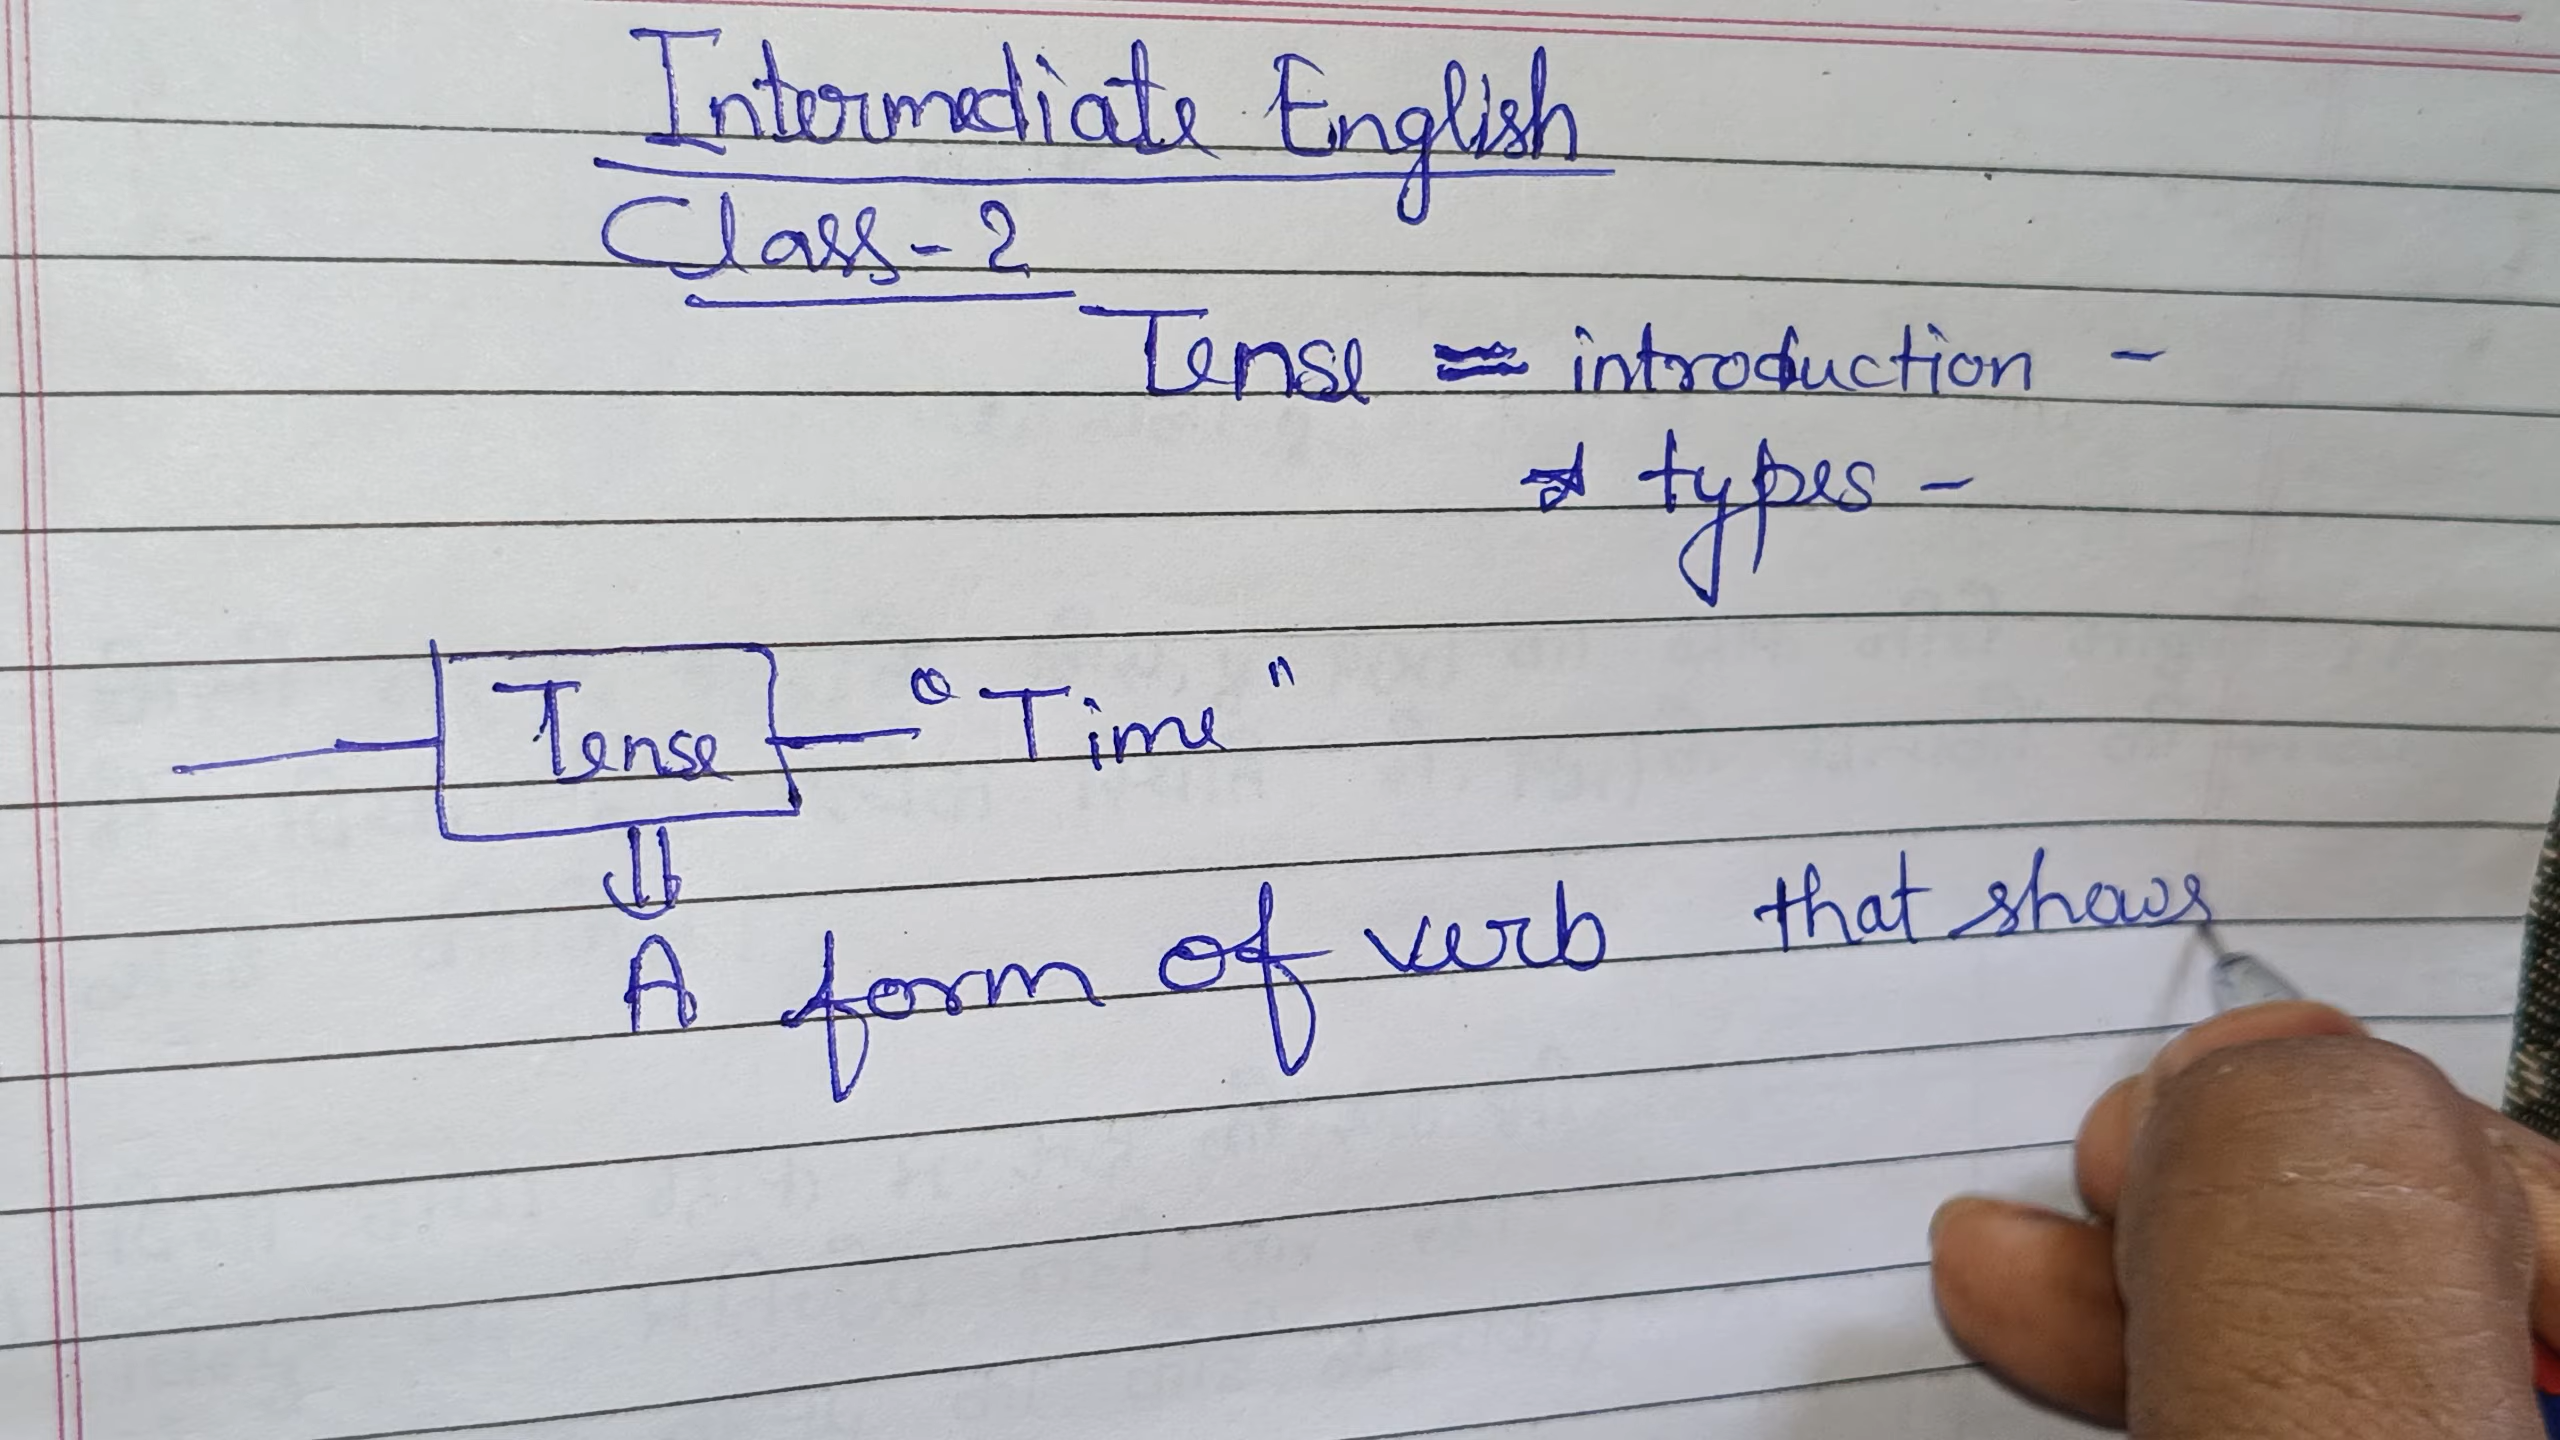 Intermediate English
Class-2
Tense = introduction -
types -
Tense "Time"
A form of verb that shows